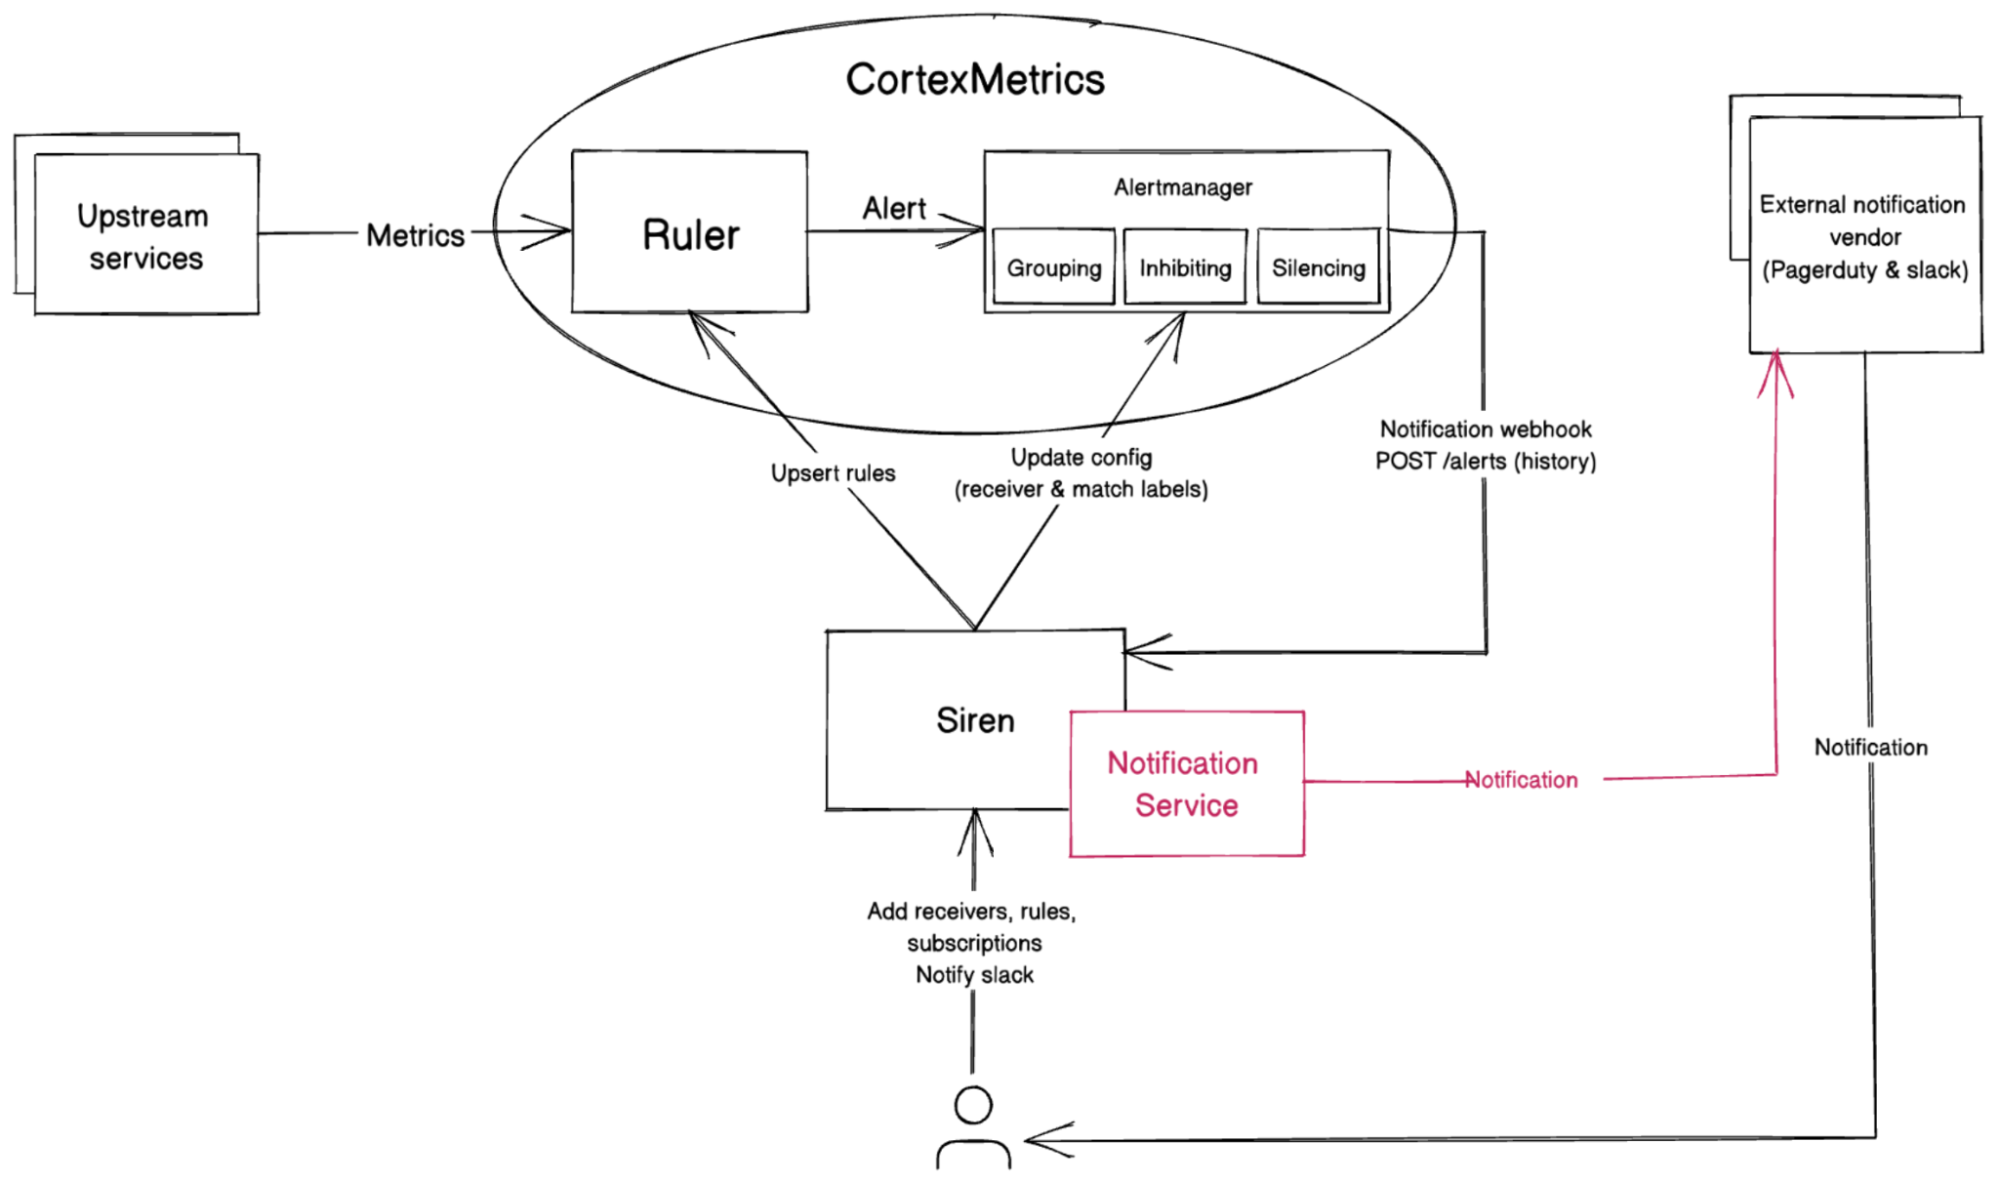 CortexMetrics
Upstream
services
Metrics
Ruler
Alert
Alertmanager
Grouping
Inhibiting
Silencing
External notification
vendor
(Pagerduty & slack)
Upsert rules
Update config
(receiver & match labels)
Notification webhook
POST /alerts (history)
Siren
Notification
Service
Notification
Notification
Add receivers, rules,
subscriptions
Notify slack